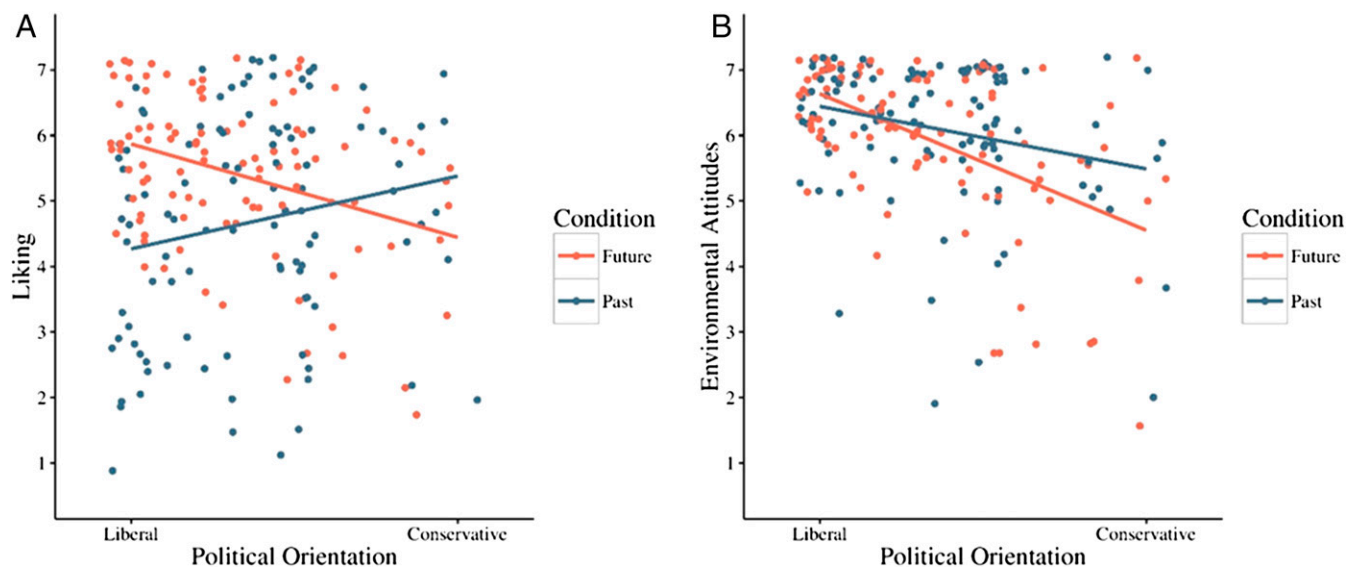 A
Liking
7
6
5
4
3
2
1
Liberal
Conservative
Political Orientation
Condition
Future
Past
B
Environmental Attitudes
7
6
5
4
3
2
1
Liberal
Conservative
Political Orientation
Condition
Future
Past